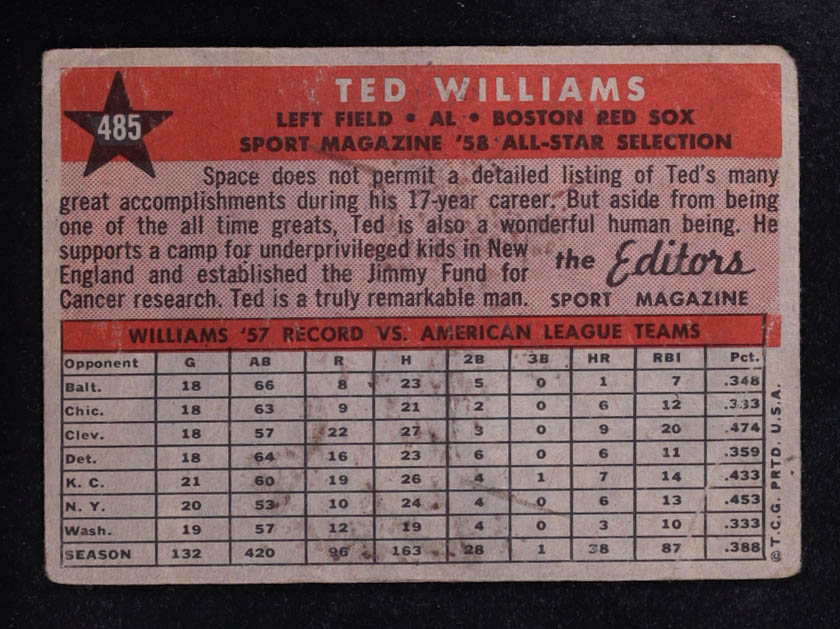 485
TED WILLIAMS
LEFT FIELD • AL • BOSTON RED SOX
SPORT MAGAZINE '58 ALL-STAR SELECTION
Space does not permit a detailed listing of Ted's many
great accomplishments during his 17-year career. But aside from being
one of the all time greats, Ted is also a wonderful human being. He
supports a camp for underprivileged kids in New
England and established the Jimmy Fund for
Cancer research. Ted is a truly remarkable man.
the Editors
SPORT MAGAZINE
WILLIAMS '57 RECORD VS. AMERICAN LEAGUE TEAMS
Opponent G AB R H 2B 3B HR RBI Pct.
Balt. 18 66 8 23 5 0 1 7 .348
Chic. 18 63 9 21 2 0 6 12 .333
Clev. 18 57 22 27 3 0 9 20 .474
Det. 18 64 16 23 6 0 6 11 .359
K. C. 21 60 19 26 4 1 7 14 .433
N. Y. 20 53 10 24 4 0 6 13 .453
Wash. 19 57 12 19 4 0 3 10 .333
SEASON 132 420 96 163 28 1 38 87 .388
© T.C.G. PRTD. U.S.A.